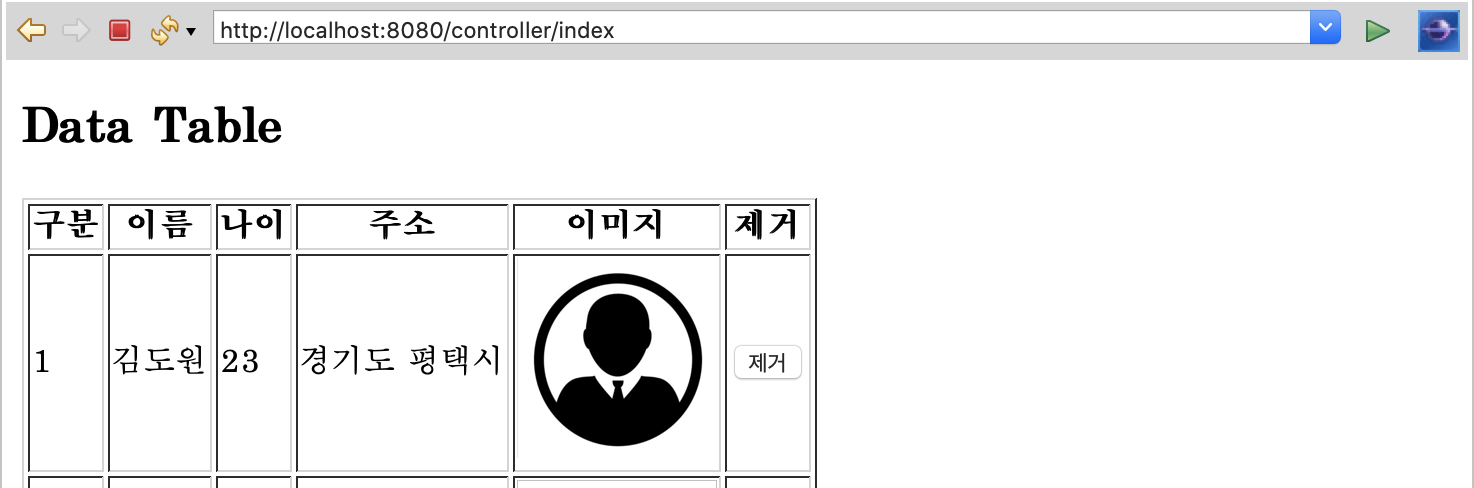 http://localhost:8080/controller/index
Data Table
구분 이름 나이 주소 이미지 제거
1 김도원 23 경기도 평택시 제거